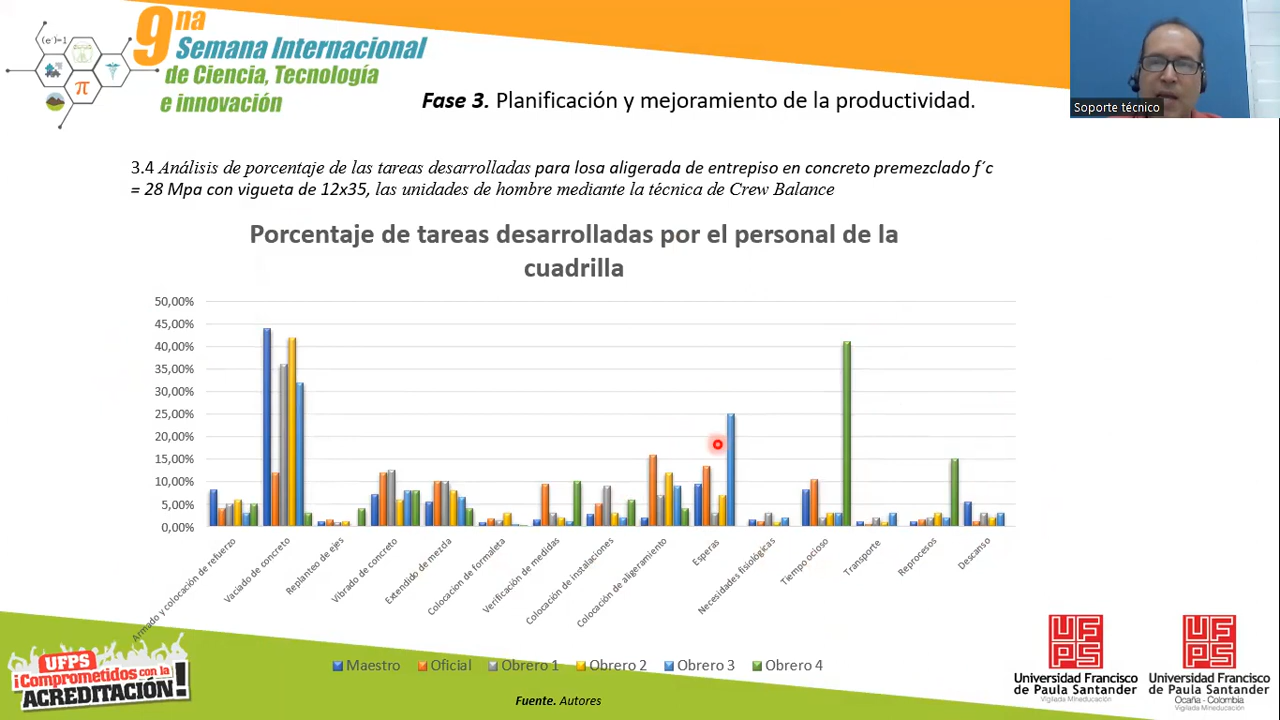 9na
Semana Internacional
de Ciencia, Tecnología
e innovación
(e-)=1
π
Soporte técnico
Fase 3. Planificación y mejoramiento de la productividad.
3.4 Análisis de porcentaje de las tareas desarrolladas para losa aligerada de entrepiso en concreto premezclado f´c
= 28 Mpa con vigueta de 12x35, las unidades de hombre mediante la técnica de Crew Balance
Porcentaje de tareas desarrolladas por el personal de la
cuadrilla
50,00%
45,00%
40,00%
35,00%
30,00%
25,00%
20,00%
15,00%
10,00%
5,00%
0,00%
Armado y colocación de refuerzo
Vaciado de concreto
Replanteo de ejes
Vibrado de concreto
Extendido de mezcla
Colocacion de formaleta
Verificación de medidas
Colocación de instalaciones
Colocación de aligeramiento
Esperas
Necesidades fisiológicas
Tiempo ocioso
Transporte
Reprocesos
Descanso
Maestro Oficial Obrero 1 Obrero 2 Obrero 3 Obrero 4
Fuente. Autores
UFPS
¡Comprometidos con la
ACREDITACIÓN!
UFPS
Universidad Francisco
de Paula Santander
Vigilada Mineducación
UFPS
Universidad Francisco
de Paula Santander
Ocaña - Colombia
Vigilada Mineducación